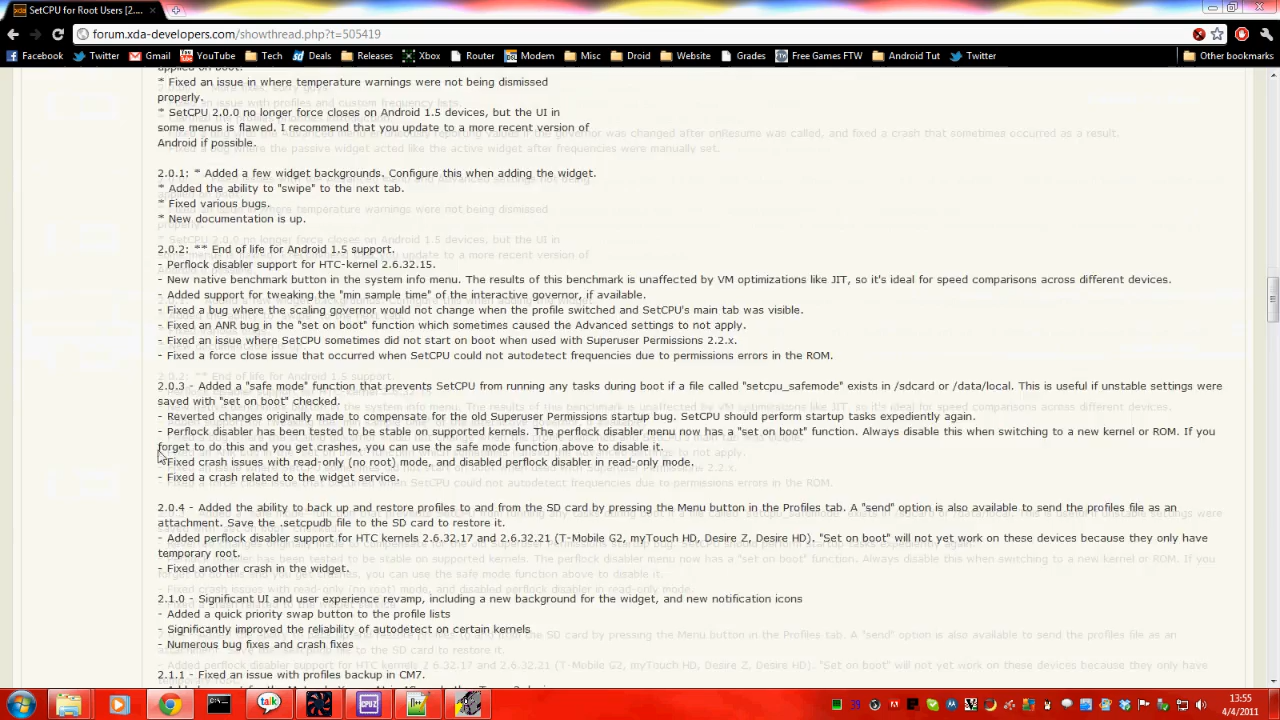 SetCPU for Root Users [2....
forum.xda-developers.com/showthread.php?t=505419
Facebook Twitter Gmail YouTube Tech Deals Releases Xbox Router Modem Misc Droid Website Grades Free Games FTW Android Tut Twitter Other bookmarks
applied on boot.
* Fixed an issue in where temperature warnings were not being dismissed
properly.
* SetCPU 2.0.0 no longer force closes on Android 1.5 devices, but the UI in
some menus is flawed. I recommend that you update to a more recent version of
Android if possible.
2.0.1: * Added a few widget backgrounds. Configure this when adding the widget.
* Added the ability to "swipe" to the next tab.
* Fixed various bugs.
* New documentation is up.
2.0.2: ** End of life for Android 1.5 support.
- Perflock disabler support for HTC-kernel 2.6.32.15.
- New native benchmark button in the system info menu. The results of this benchmark is unaffected by VM optimizations like JIT, so it's ideal for speed comparisons across different devices.
- Added support for tweaking the "min sample time" of the interactive governor, if available.
- Fixed a bug where the scaling governor would not change when the profile switched and SetCPU's main tab was visible.
- Fixed an ANR bug in the "set on boot" function which sometimes caused the Advanced settings to not apply.
- Fixed an issue where SetCPU sometimes did not start on boot when used with Superuser Permissions 2.2.x.
- Fixed a force close issue that occurred when SetCPU could not autodetect frequencies due to permissions errors in the ROM.
2.0.3 - Added a "safe mode" function that prevents SetCPU from running any tasks during boot if a file called "setcpu_safemode" exists in /sdcard or /data/local. This is useful if unstable settings were
saved with "set on boot" checked.
- Reverted changes originally made to compensate for the old Superuser Permissions startup bug. SetCPU should perform startup tasks expediently again.
- Perflock disabler has been tested to be stable on supported kernels. The perflock disabler menu now has a "set on boot" function. Always disable this when switching to a new kernel or ROM. If you
forget to do this and you get crashes, you can use the safe mode function above to disable it.
- Fixed crash issues with read-only (no root) mode, and disabled perflock disabler in read-only mode.
- Fixed a crash related to the widget service.
2.0.4 - Added the ability to back up and restore profiles to and from the SD card by pressing the Menu button in the Profiles tab. A "send" option is also available to send the profiles file as an
attachment. Save the .setcpudb file to the SD card to restore it.
- Added perflock disabler support for HTC kernels 2.6.32.17 and 2.6.32.21 (T-Mobile G2, myTouch HD, Desire Z, Desire HD). "Set on boot" will not yet work on these devices because they only have
temporary root.
- Fixed another crash in the widget.
2.1.0 - Significant UI and user experience revamp, including a new background for the widget, and new notification icons
- Added a quick priority swap button to the profile lists
- Significantly improved the reliability of autodetect on certain kernels
- Numerous bug fixes and crash fixes
2.1.1 - Fixed an issue with profiles backup in CM7.
talk
39
13:55
4/4/2011